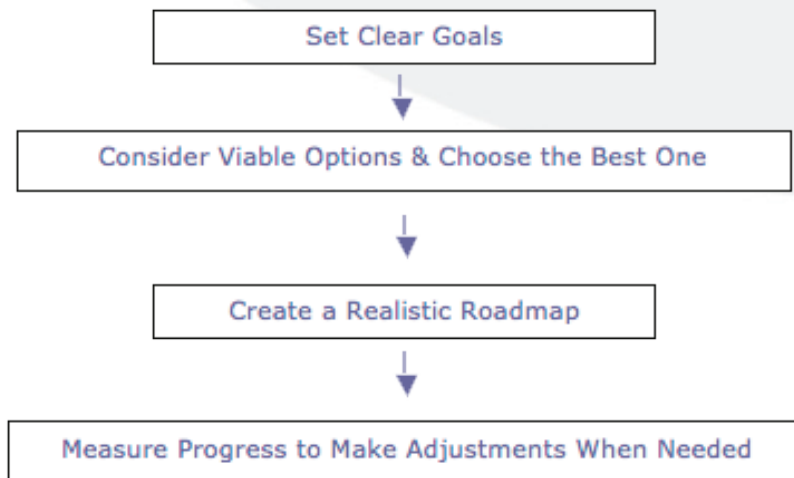 Set Clear Goals
Consider Viable Options & Choose the Best One
Create a Realistic Roadmap
Measure Progress to Make Adjustments When Needed